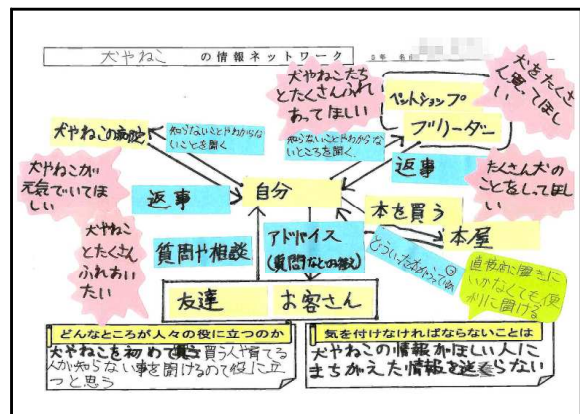 犬やねこ の情報ネットワーク
犬やねこたち
とたくさんふれ
あってほしい
ペットショップ
ブリーダー
犬をたくさ
ん買ってほし
い
犬やねこの病院
知らないことやわからな
いことを聞く
知らないことやわからな
いところを聞く
返事
犬やねこが
元気でいてほ
しい
返事
自分
たくさん犬の
ことをしってほし
い
本を買う
本屋
犬やねこ
とたくさん
ふれあい
たい
質問や相談
アドバイス
(質問などの答え)
直接店に聞きに
いかなくても便
利に聞ける
友達
お客さん
どんなところが人々の役に立つのか
犬やねこを初めて買う人や育てる
人が知らない事を聞けるので役に立
つと思う
気を付けなければならないことは
犬やねこの情報がほしい人に
まちがえた情報を送らない